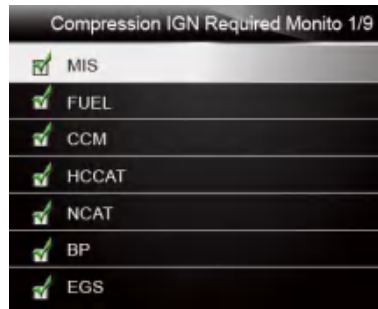 Compression IGN Required Monito 1/9
MIS
FUEL
CCM
HCCAT
NCAT
BP
EGS